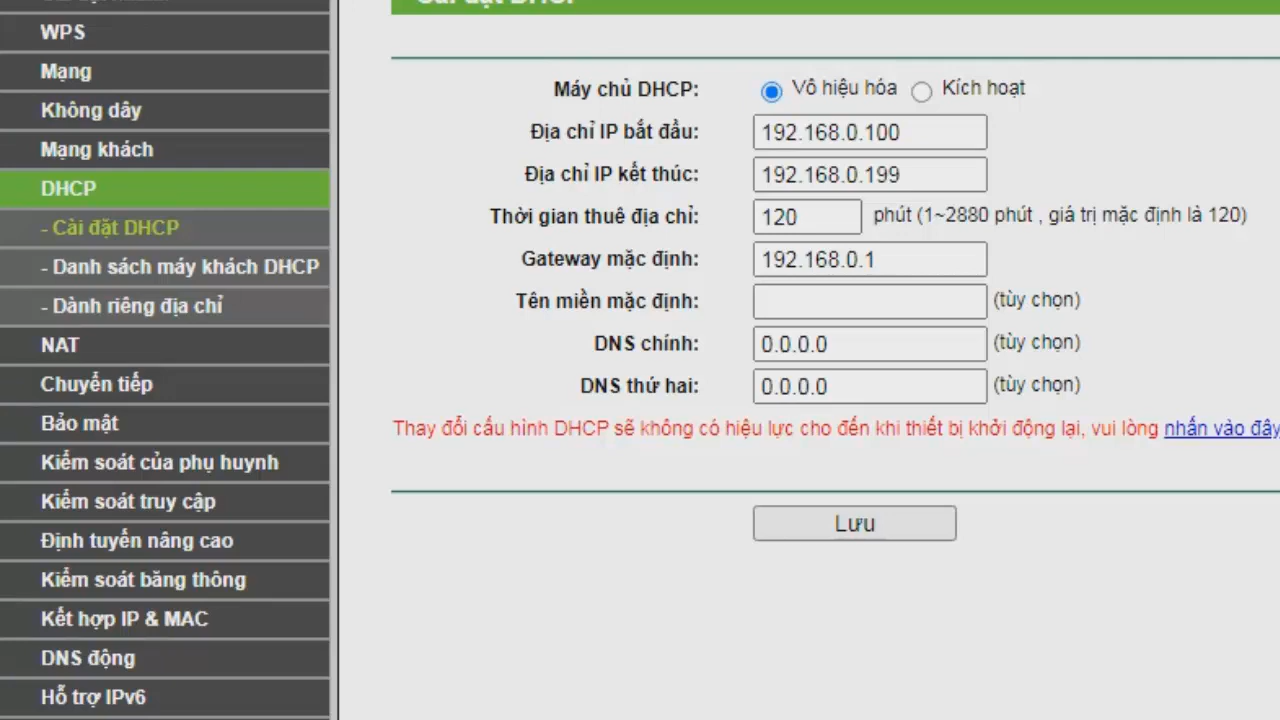 Cài đặt DHCP
WPS
Mạng
Không dây
Mạng khách
DHCP
- Cài đặt DHCP
- Danh sách máy khách DHCP
- Dành riêng địa chỉ
NAT
Chuyển tiếp
Bảo mật
Kiểm soát của phụ huynh
Kiểm soát truy cập
Định tuyến nâng cao
Kiểm soát băng thông
Kết hợp IP & MAC
DNS động
Hỗ trợ IPv6
Máy chủ DHCP: Vô hiệu hóa Kích hoạt
Địa chỉ IP bắt đầu: 192.168.0.100
Địa chỉ IP kết thúc: 192.168.0.199
Thời gian thuê địa chỉ: 120 phút (1~2880 phút , giá trị mặc định là 120)
Gateway mặc định: 192.168.0.1
Tên miền mặc định: (tùy chọn)
DNS chính: 0.0.0.0 (tùy chọn)
DNS thứ hai: 0.0.0.0 (tùy chọn)
Thay đổi cấu hình DHCP sẽ không có hiệu lực cho đến khi thiết bị khởi động lại, vui lòng nhấn vào đây
Lưu